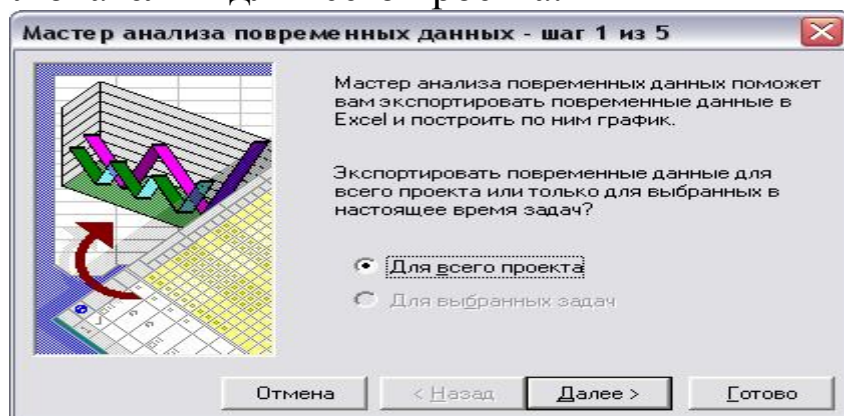 Мастер анализа повременных данных - шаг 1 из 5
Мастер анализа повременных данных поможет
вам экспортировать повременные данные в
Excel и построить по ним график.
Экспортировать повременные данные для
всего проекта или только для выбранных в
настоящее время задач?
Для всего проекта
Для выбранных задач
Отмена
< Назад
Далее >
Готово